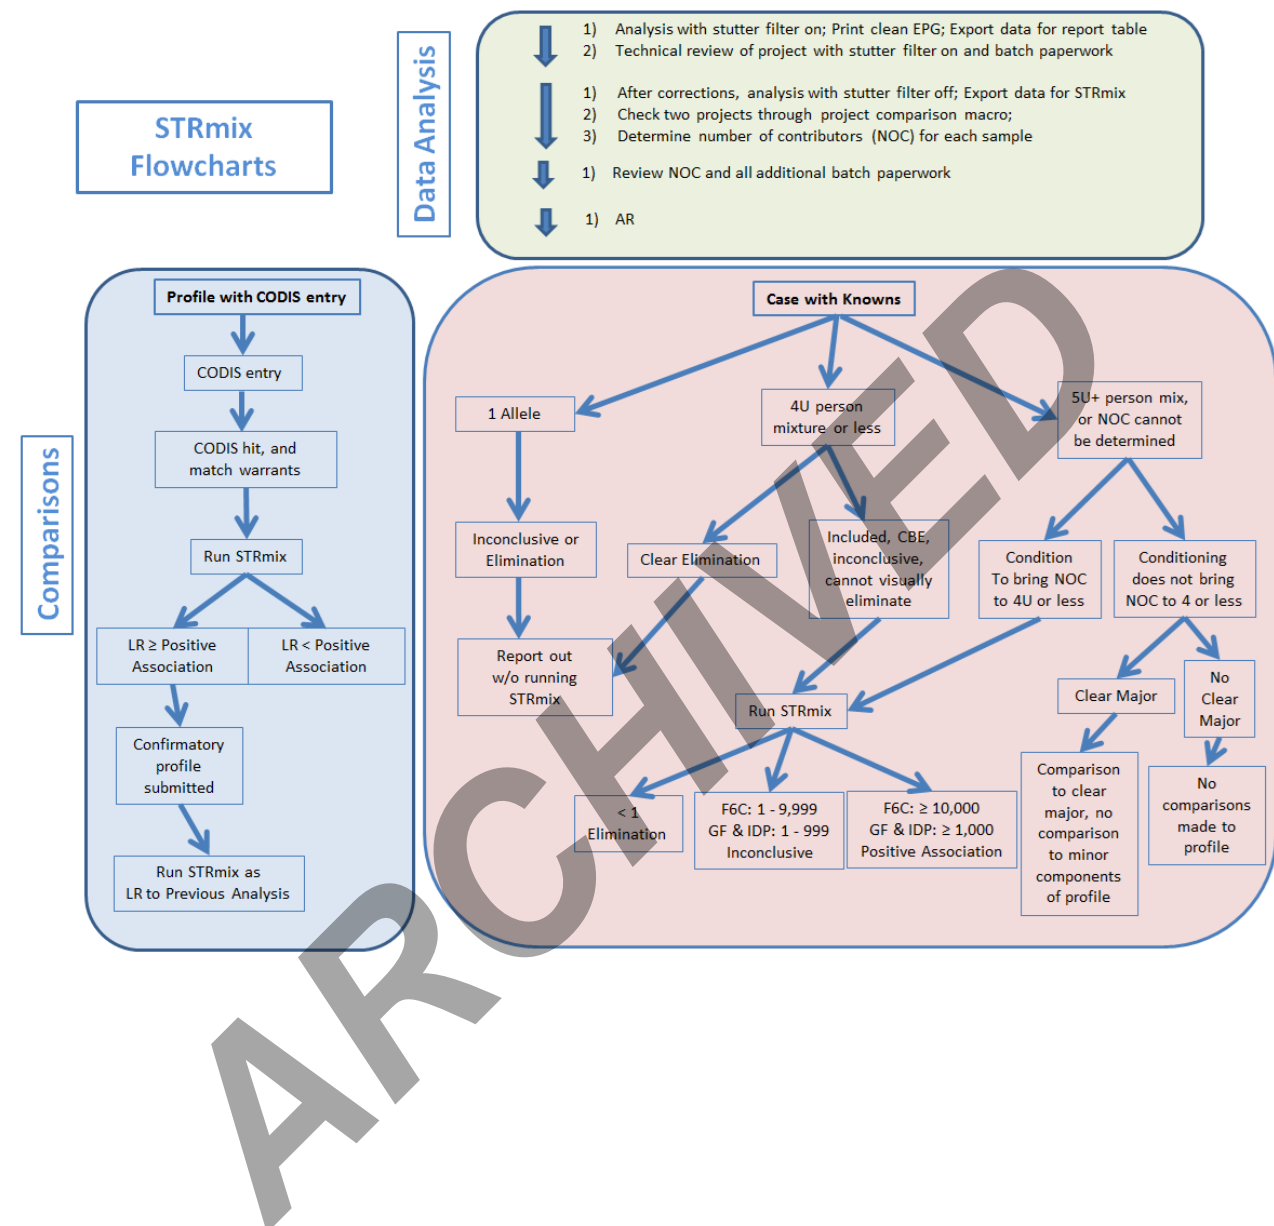 STRmix
Flowcharts
Data Analysis
1) Analysis with stutter filter on; Print clean EPG; Export data for report table
2) Technical review of project with stutter filter on and batch paperwork
1) After corrections, analysis with stutter filter off; Export data for STRmix
2) Check two projects through project comparison macro;
3) Determine number of contributors (NOC) for each sample
1) Review NOC and all additional batch paperwork
1) AR
Comparisons
Profile with CODIS entry
CODIS entry
CODIS hit, and
match warrants
Run STRmix
LR ≥ Positive
Association
LR < Positive
Association
Confirmatory
profile
submitted
Run STRmix as
LR to Previous Analysis
Case with Knowns
1 Allele
4U person
mixture or less
5U+ person mix,
or NOC cannot
be determined
Inconclusive or
Elimination
Clear Elimination
Included, CBE,
inconclusive,
cannot visually
eliminate
Condition
To bring NOC
to 4U or less
Conditioning
does not bring
NOC to 4 or less
Report out
w/o running
STRmix
Run STRmix
Clear Major
No
Clear
Major
< 1
Elimination
F6C: 1 - 9,999
GF & IDP: 1 - 999
Inconclusive
F6C: ≥ 10,000
GF & IDP: ≥ 1,000
Positive Association
Comparison
to clear
major, no
comparison
to minor
components
of profile
No
comparisons
made to
profile
ARCHIVED